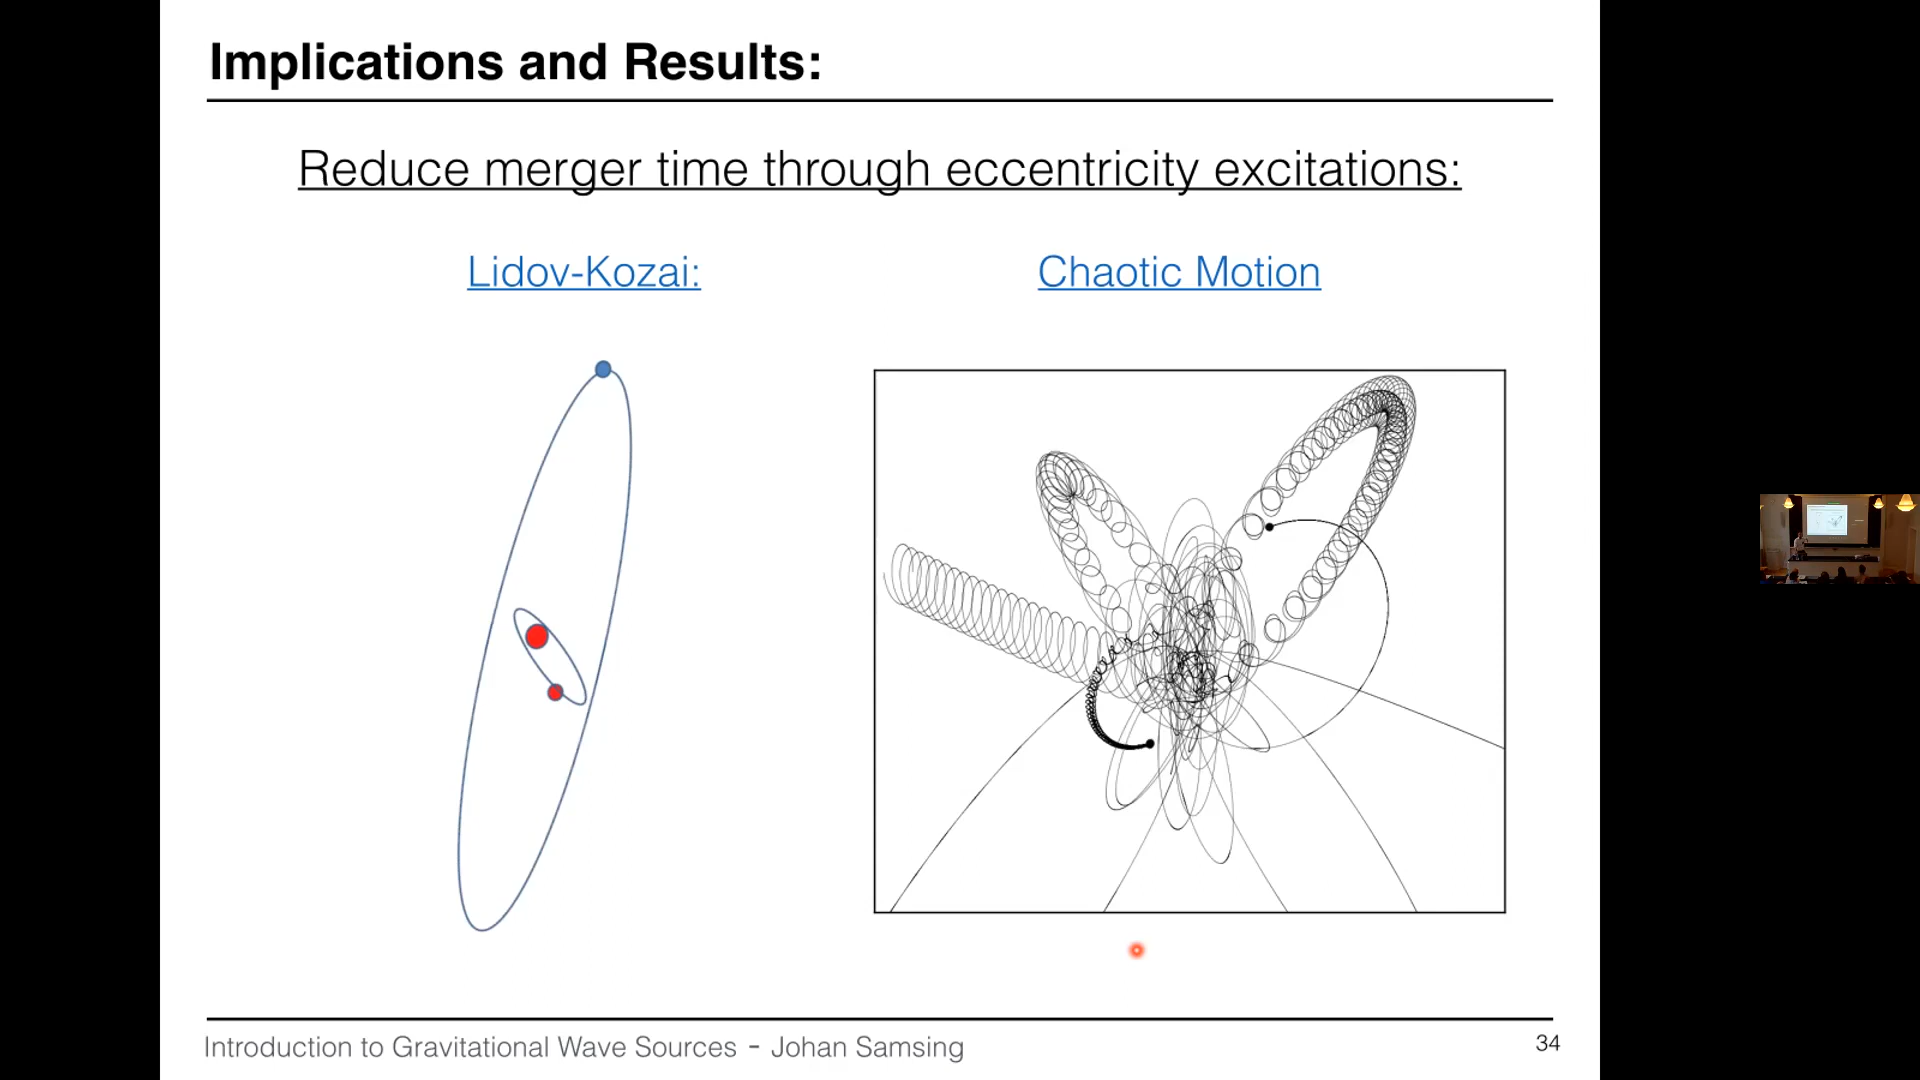 Implications and Results:
Reduce merger time through eccentricity excitations:
Lidov-Kozai:
Chaotic Motion
Introduction to Gravitational Wave Sources - Johan Samsing
34